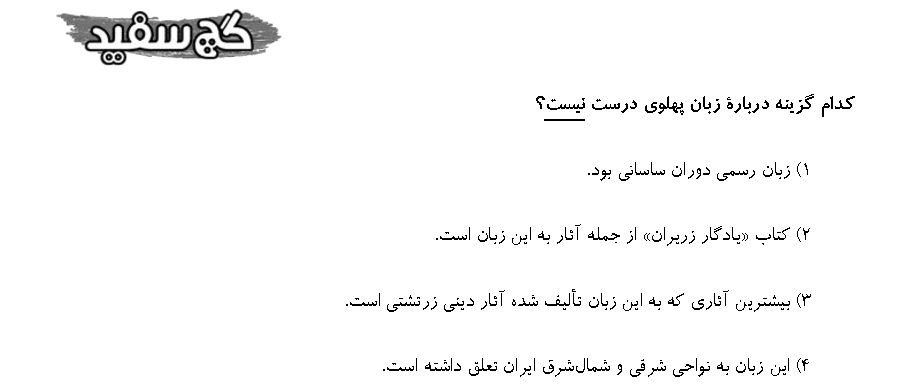 گچ سفید
کدام گزینه دربارهٔ زبان پهلوی درست نیست؟
۱) زبان رسمی دوران ساسانی بود.
۲) کتاب «یادگار زریران» از جمله آثار به این زبان است.
۳) بیشترین آثاری که به این زبان تألیف شده آثار دینی زرتشتی است.
۴) این زبان به نواحی شرقی و شمال‌شرق ایران تعلق داشته است.